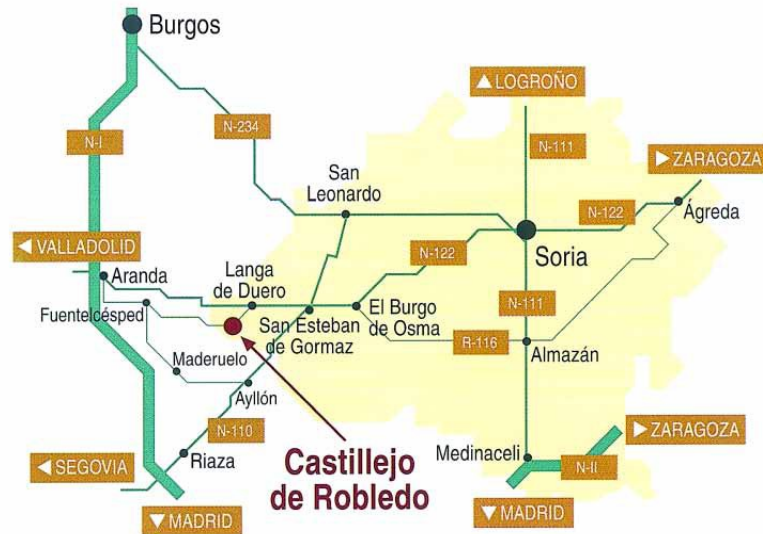 Burgos
▲ LOGROÑO
N-234
N-I
N-111
▶ ZARAGOZA
San
Leonardo
N-122
Ágreda
◀ VALLADOLID
N-122
Soria
Aranda
Langa
de Duero
N-111
Fuentelcésped
San Esteban
de Gormaz
El Burgo
de Osma
R-116
Almazán
Maderuelo
Ayllón
N-110
▶ ZARAGOZA
Riaza
Castillejo
de Robledo
Medinaceli
N-II
◀ SEGOVIA
▼ MADRID
▼ MADRID